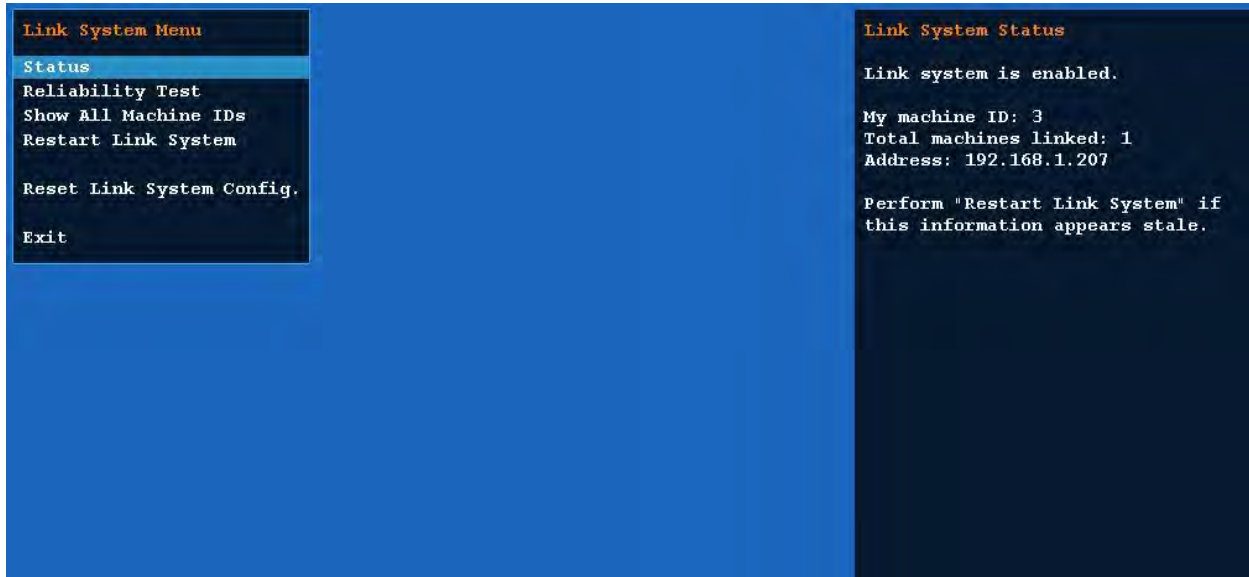 Link System Menu
Status
Reliability Test
Show All Machine IDs
Restart Link System
Reset Link System Config.
Exit
Link System Status
Link system is enabled.
My machine ID: 3
Total machines linked: 1
Address: 192.168.1.207
Perform "Restart Link System" if
this information appears stale.